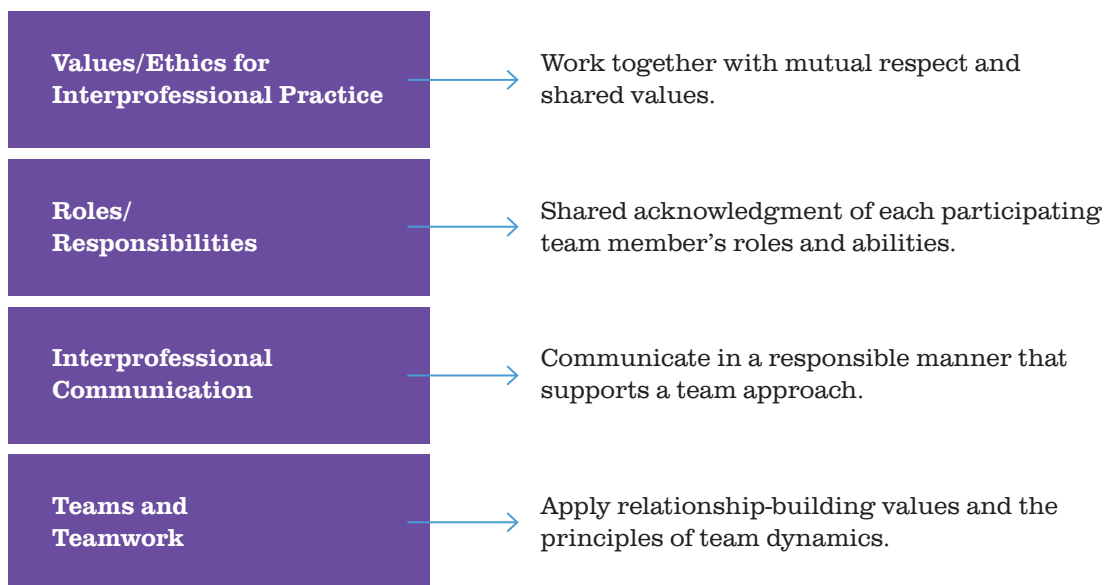 Values/Ethics for
Interprofessional Practice
Work together with mutual respect and
shared values.
Roles/
Responsibilities
Shared acknowledgment of each participating
team member’s roles and abilities.
Interprofessional
Communication
Communicate in a responsible manner that
supports a team approach.
Teams and
Teamwork
Apply relationship-building values and the
principles of team dynamics.